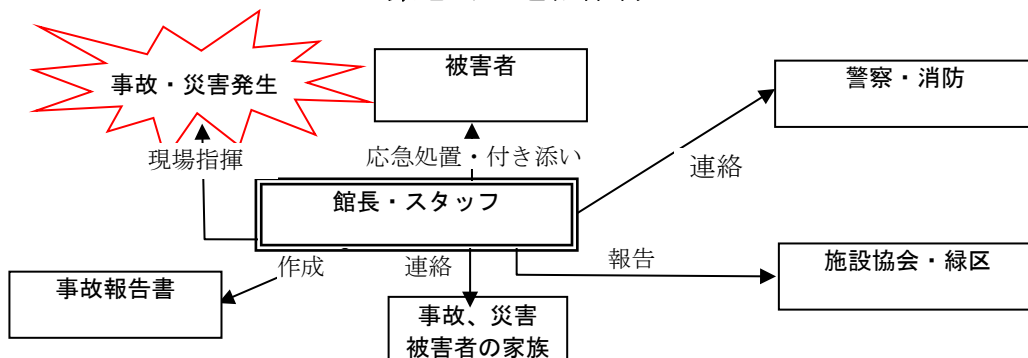 事故・災害発生
被害者
警察・消防
現場指揮
応急処置・付き添い
連絡
館長・スタッフ
作成
連絡
報告
施設協会・緑区
事故報告書
事故、災害
被害者の家族